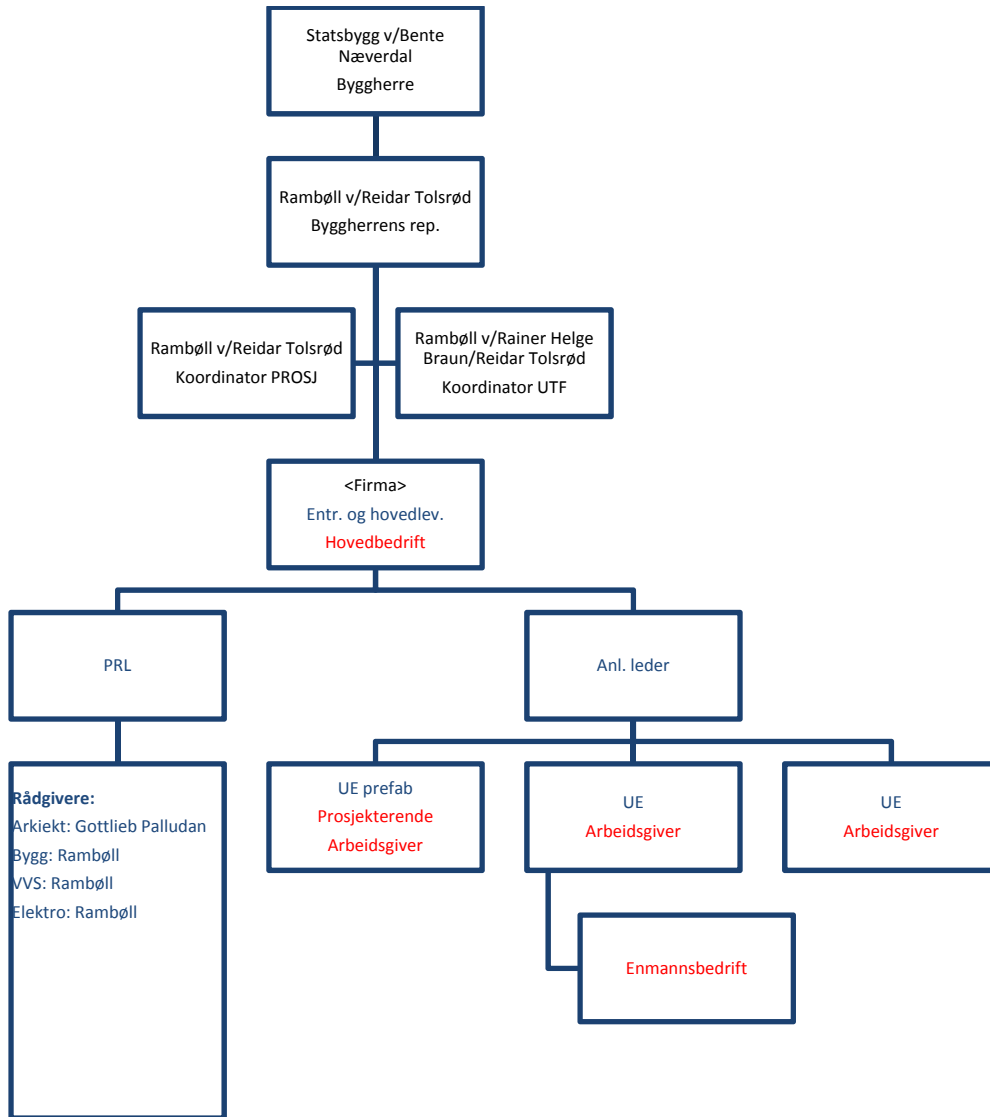 Statsbygg v/Bente
Næverdal
Byggherre
Rambøll v/Reidar Tolsrød
Byggherrens rep.
Rambøll v/Reidar Tolsrød
Koordinator PROSJ
Rambøll v/Rainer Helge
Braun/Reidar Tolsrød
Koordinator UTF
<Firma>
Entr. og hovedlev.
Hovedbedrift
PRL
Anl. leder
Rådgivere:
Arkiekt: Gottlieb Palludan
Bygg: Rambøll
VVS: Rambøll
Elektro: Rambøll
UE prefab
Prosjekterende
Arbeidsgiver
UE
Arbeidsgiver
UE
Arbeidsgiver
Enmannsbedrift